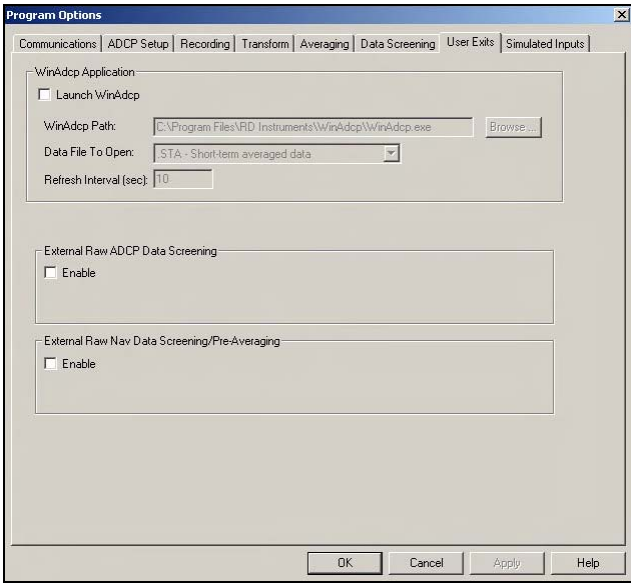 Program Options
Communications ADCP Setup Recording Transform Averaging Data Screening User Exits Simulated Inputs
WinAdcp Application
Launch WinAdcp
WinAdcp Path: C:\Program Files\RD Instruments\WinAdcp\WinAdcp.exe Browse...
Data File To Open: .STA - Short-term averaged data
Refresh Interval (sec): 10
External Raw ADCP Data Screening
Enable
External Raw Nav Data Screening/Pre-Averaging
Enable
OK Cancel Apply Help